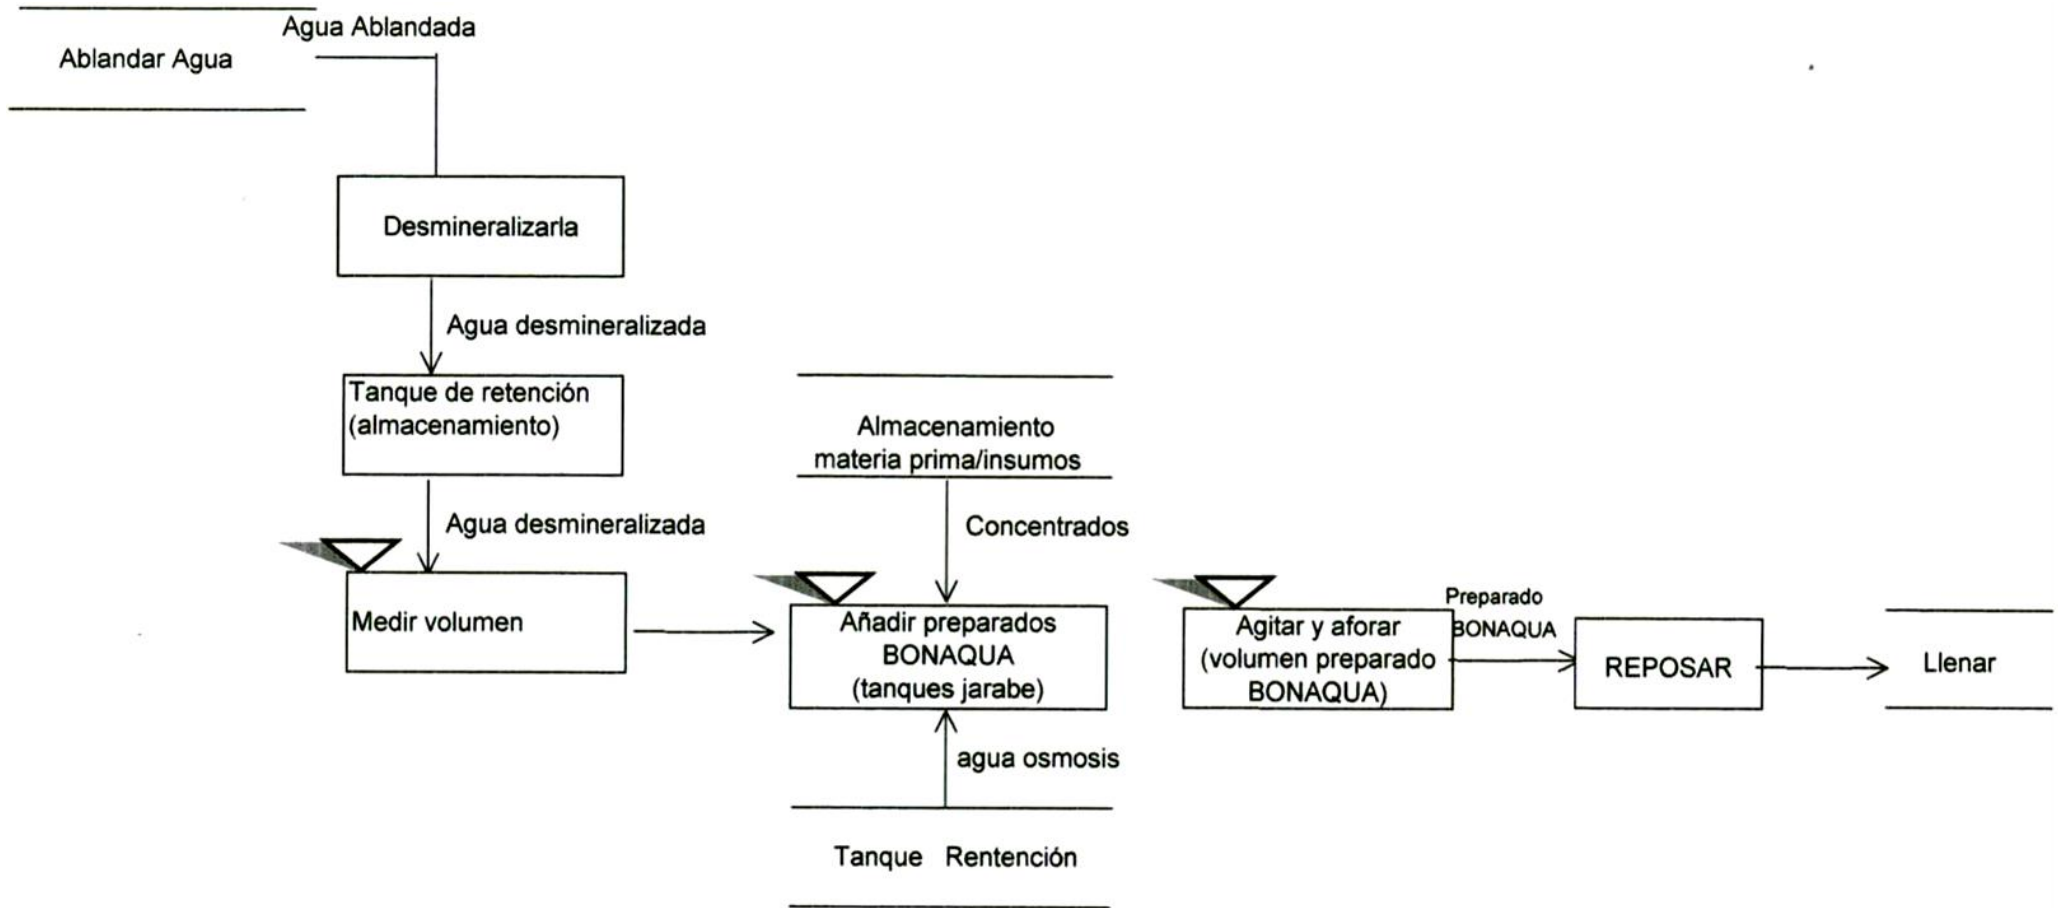 Agua Ablandada
Ablandar Agua
Desmineralizarla
Agua desmineralizada
Tanque de retención
(almacenamiento)
Almacenamiento
materia prima/insumos
Agua desmineralizada
Concentrados
Medir volumen
Añadir preparados
BONAQUA
(tanques jarabe)
Agitar y aforar
(volumen preparado
BONAQUA)
Preparado
BONAQUA
REPOSAR
Llenar
agua osmosis
Tanque Rentención